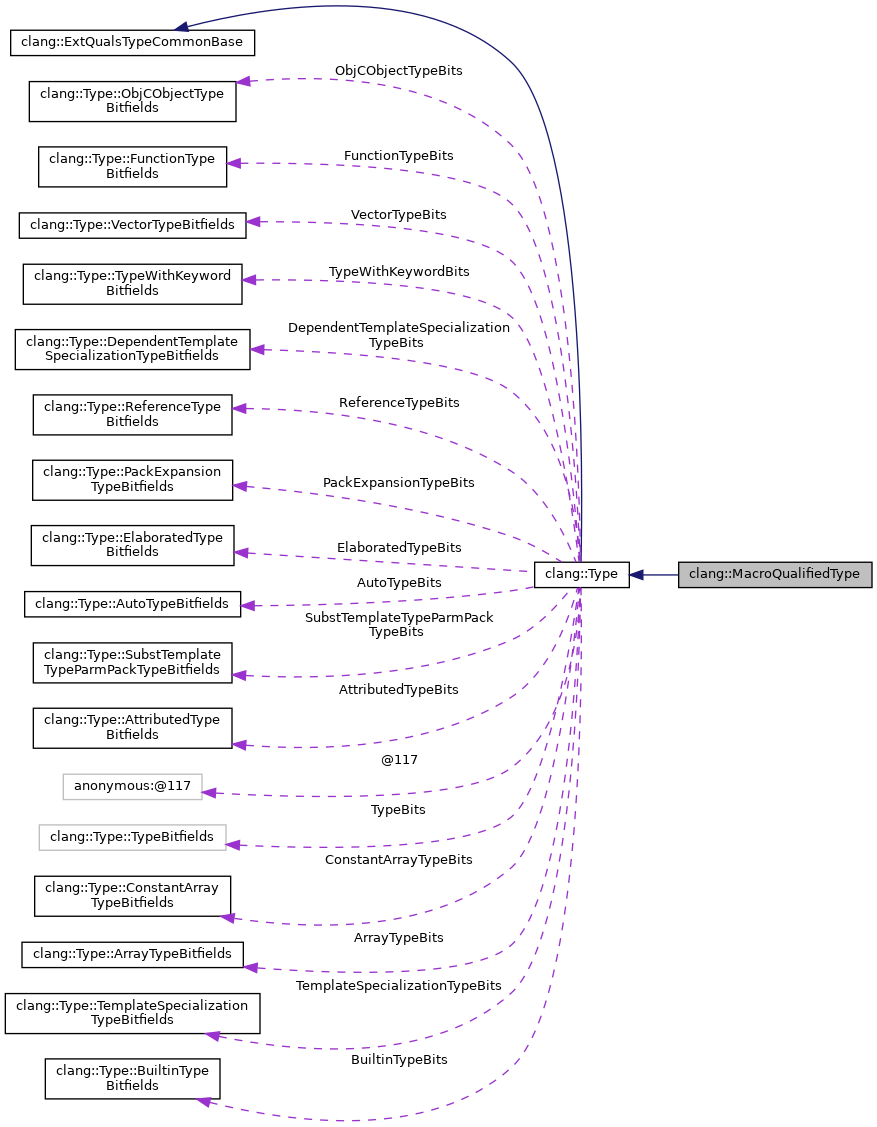 clang::ExtQualsTypeCommonBase
ObjCObjectTypeBits
clang::Type::ObjCObjectType
Bitfields
FunctionTypeBits
clang::Type::FunctionType
Bitfields
VectorTypeBits
clang::Type::VectorTypeBitfields
TypeWithKeywordBits
clang::Type::TypeWithKeyword
Bitfields
DependentTemplateSpecialization
TypeBits
clang::Type::DependentTemplate
SpecializationTypeBitfields
ReferenceTypeBits
clang::Type::ReferenceType
Bitfields
PackExpansionTypeBits
clang::Type::PackExpansion
TypeBitfields
ElaboratedTypeBits
clang::Type::ElaboratedType
Bitfields
clang::Type
clang::MacroQualifiedType
AutoTypeBits
clang::Type::AutoTypeBitfields
SubstTemplateTypeParmPack
TypeBits
clang::Type::SubstTemplate
TypeParmPackTypeBitfields
AttributedTypeBits
clang::Type::AttributedType
Bitfields
@117
anonymous:@117
TypeBits
clang::Type::TypeBitfields
ConstantArrayTypeBits
clang::Type::ConstantArray
TypeBitfields
ArrayTypeBits
clang::Type::ArrayTypeBitfields
TemplateSpecializationTypeBits
clang::Type::TemplateSpecialization
TypeBitfields
BuiltinTypeBits
clang::Type::BuiltinType
Bitfields